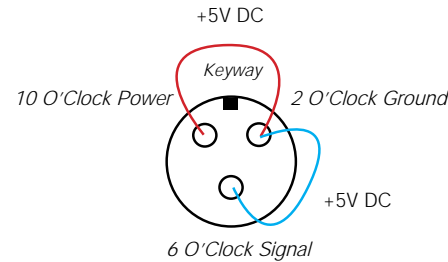 +5V DC
Keyway
10 O'Clock Power
2 O'Clock Ground
+5V DC
6 O'Clock Signal